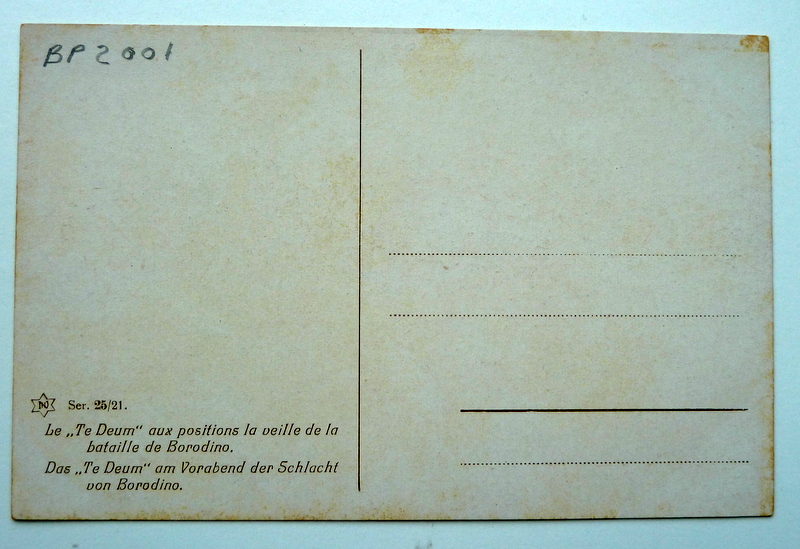 BP2001
Ser. 25/21.
Le „Te Deum“ aux positions la veille de la
bataille de Borodino.
Das „Te Deum“ am Vorabend der Schlacht
von Borodino.